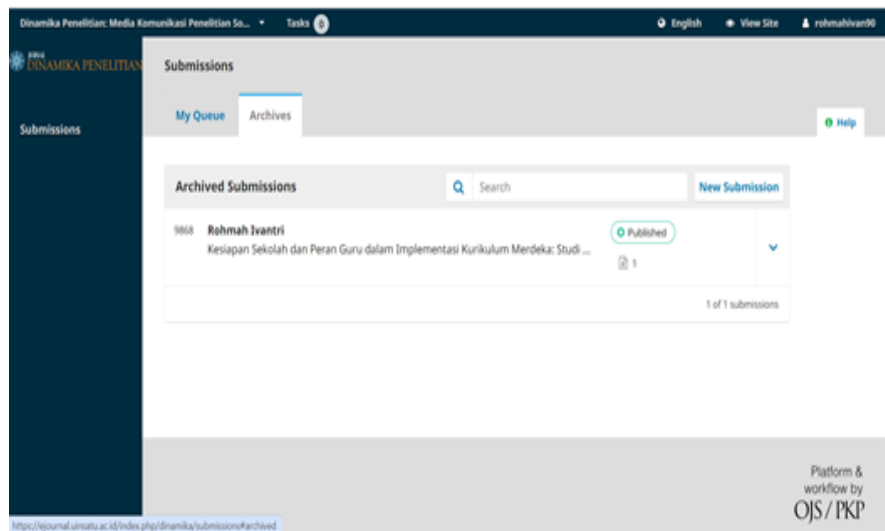 Dinamika Penelitian: Media Komunikasi Penelitian So...
Tasks 0
English
View Site
rohmahivan90
JURNAL
DINAMIKA PENELITIAN
Submissions
Submissions
My Queue
Archives
Help
Archived Submissions
Search
New Submission
9868
Rohmah Ivantri
Published
Kesiapan Sekolah dan Peran Guru dalam Implementasi Kurikulum Merdeka: Studi ...
1
1 of 1 submissions
Platform &
workflow by
OJS / PKP
https://ejournal.uinsatu.ac.id/index.php/dinamika/submissions#archived